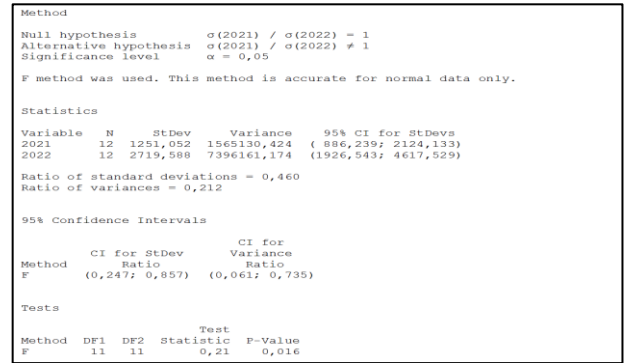 Method
Null hypothesis σ(2021) / σ(2022) = 1
Alternative hypothesis σ(2021) / σ(2022) ≠ 1
Significance level α = 0,05
F method was used. This method is accurate for normal data only.
Statistics
Variable N StDev Variance 95% CI for StDevs
2021 12 1251,052 1565130,424 ( 886,239; 2124,133)
2022 12 2719,588 7396161,174 (1926,543; 4617,529)
Ratio of standard deviations = 0,460
Ratio of variances = 0,212
95% Confidence Intervals
CI for
CI for StDev Variance
Method Ratio Ratio
F (0,247; 0,857) (0,061; 0,735)
Tests
Test
Method DF1 DF2 Statistic P-Value
F 11 11 0,21 0,016